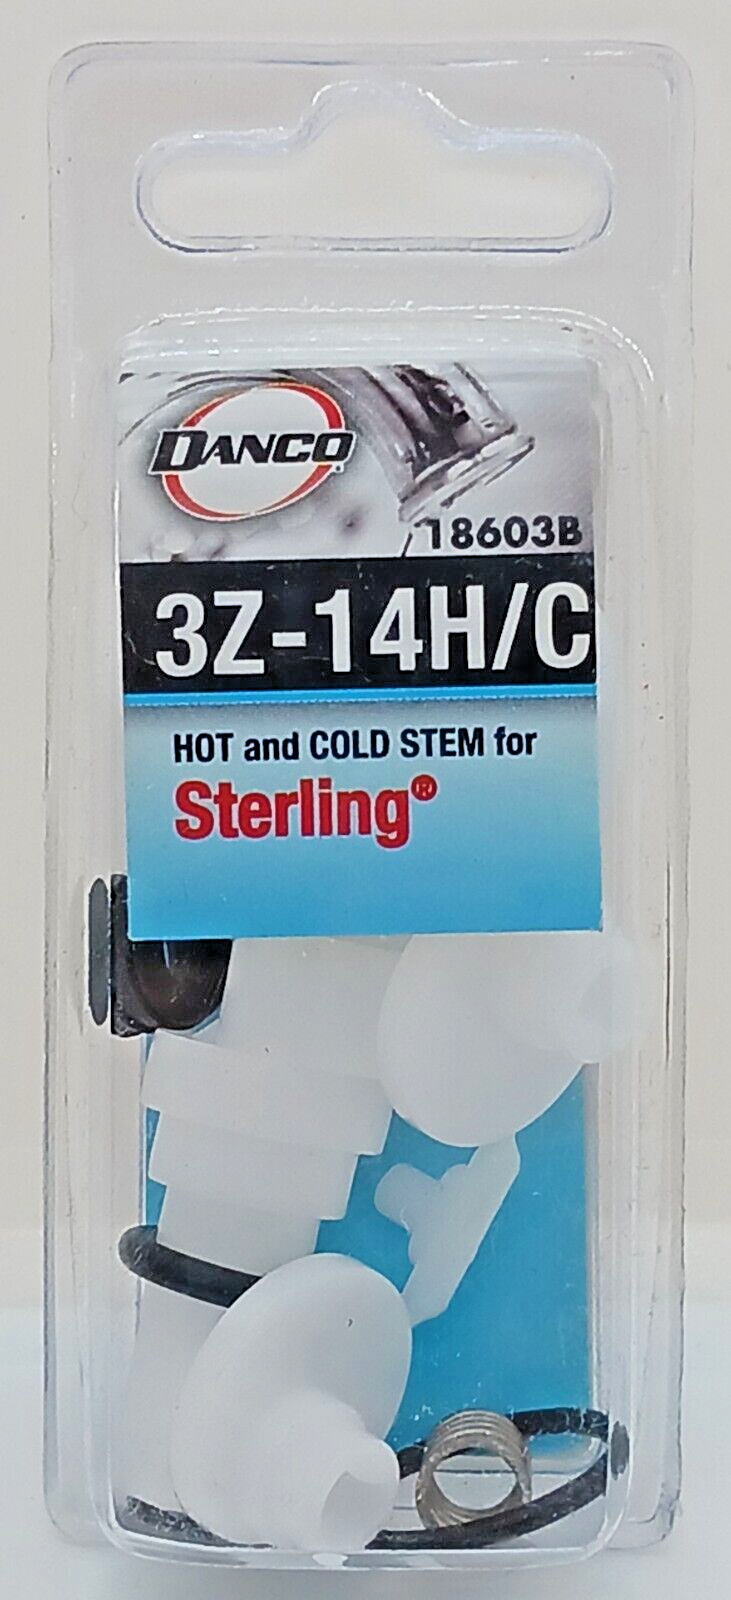 DANCO
18603B
3Z-14H/C
HOT and COLD STEM for
Sterling®